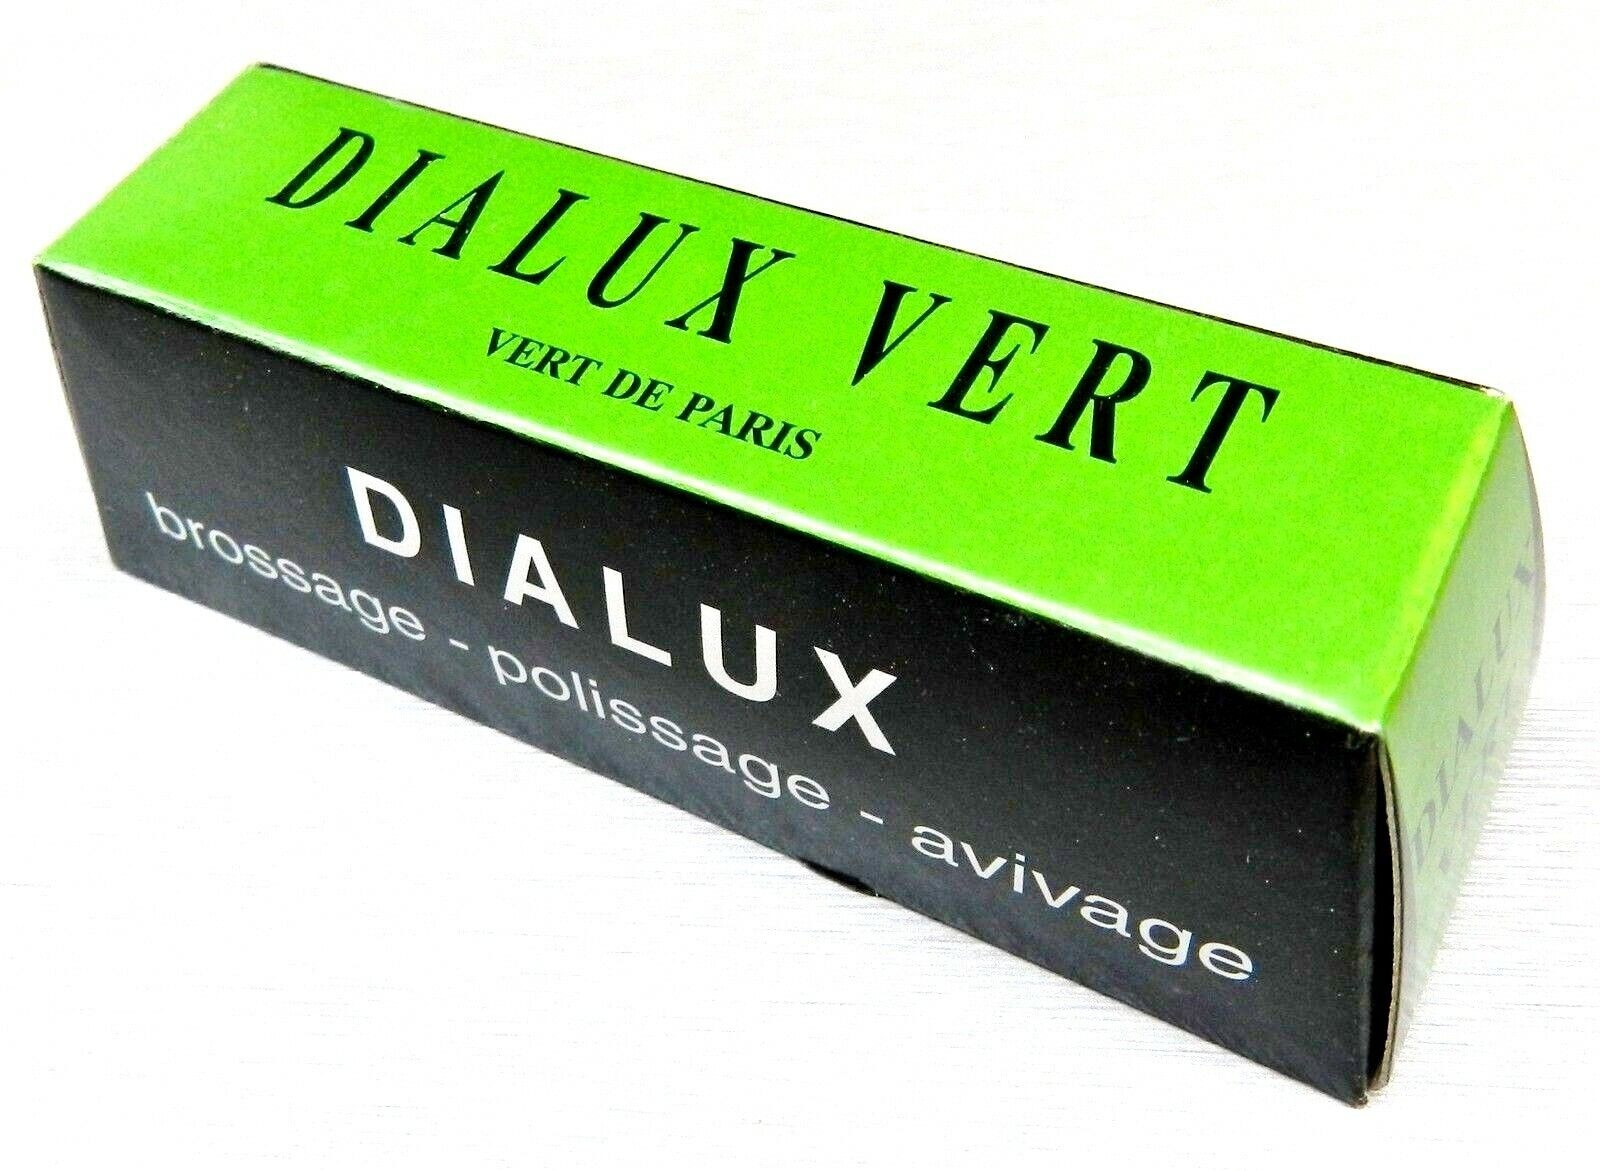 DIALUX VERT
VERT DE PARIS
DIALUX
brossage - polissage - avivage
DIALUX